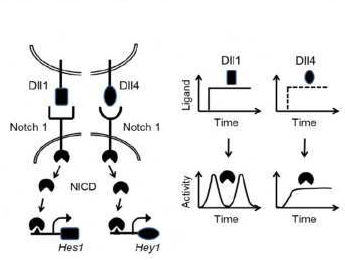 Dll1 Dll4
Notch 1 Notch 1
NICD
Hes1 Hey1
Dll1 Dll4
Ligand
Time Time
Activity
Time Time